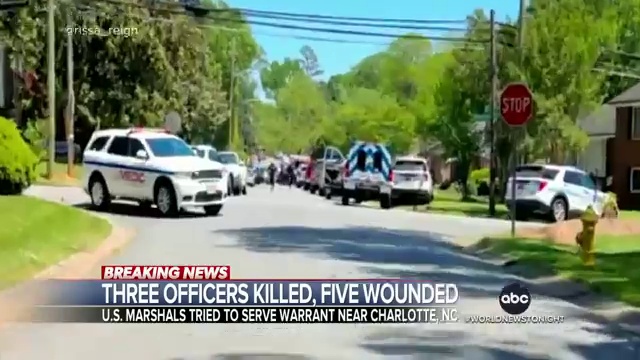 @rissa_reign
STOP
MEDIC
BREAKING NEWS
THREE OFFICERS KILLED, FIVE WOUNDED
abc
U.S. MARSHALS TRIED TO SERVE WARRANT NEAR CHARLOTTE, NC
#WORLDNEWSTONIGHT